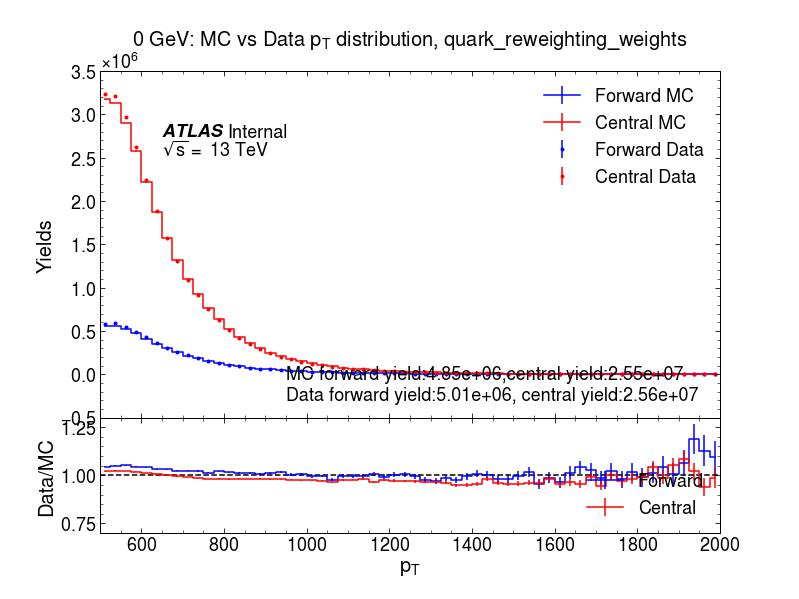 0 GeV: MC vs Data pT distribution, quark_reweighting_weights
×10⁶
3.5
3.0
2.5
2.0
1.5
1.0
0.5
0.0
0.5
Yields
ATLAS Internal
√s = 13 TeV
Forward MC
Central MC
Forward Data
Central Data
MC forward yield:4.85e+06,central yield:2.55e+07
Data forward yield:5.01e+06, central yield:2.56e+07
1.25
1.00
0.75
Data/MC
Forward
Central
600 800 1000 1200 1400 1600 1800 2000
pT